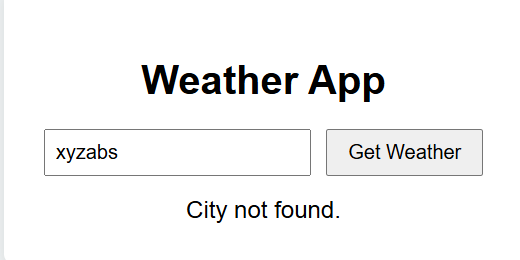 Weather App
xyzabs Get Weather
City not found.